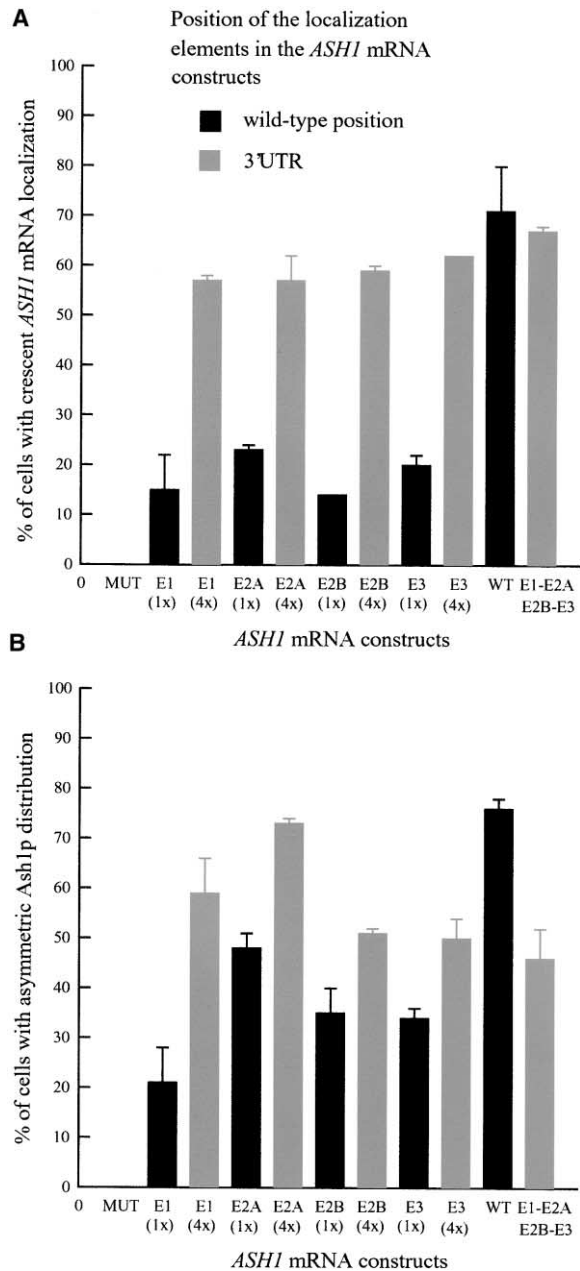 A
Position of the localization
elements in the ASH1 mRNA
constructs
wild-type position
3'UTR
% of cells with crescent ASH1 mRNA localization
100
90
80
70
60
50
40
30
20
10
0
0 MUT E1 E1 E2A E2A E2B E2B E3 E3 WT E1-E2A
(1x) (4x) (1x) (4x) (1x) (4x) (1x) (4x) E2B-E3
ASH1 mRNA constructs
B
% of cells with asymmetric Ash1p distribution
100
90
80
70
60
50
40
30
20
10
0
0 MUT E1 E1 E2A E2A E2B E2B E3 E3 WT E1-E2A
(1x) (4x) (1x) (4x) (1x) (4x) (1x) (4x) E2B-E3
ASH1 mRNA constructs